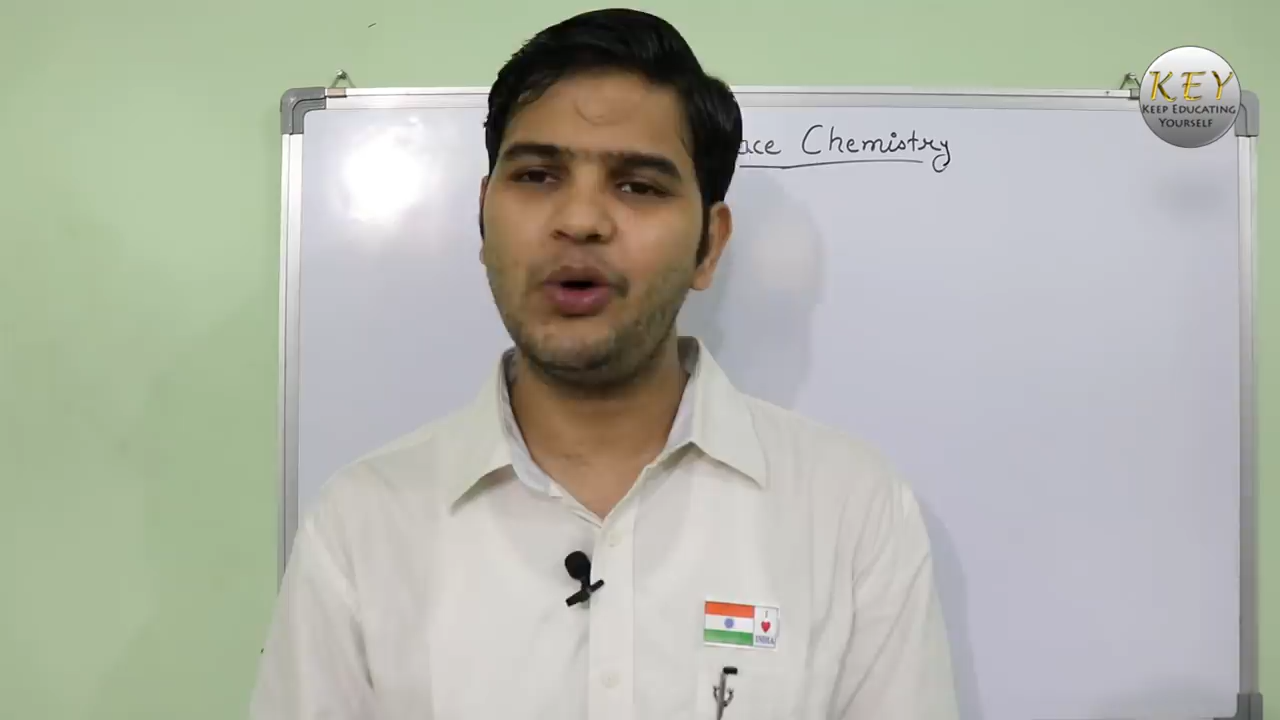 ace Chemistry
KEY
KEEP EDUCATING
YOURSELF
I
INDIA